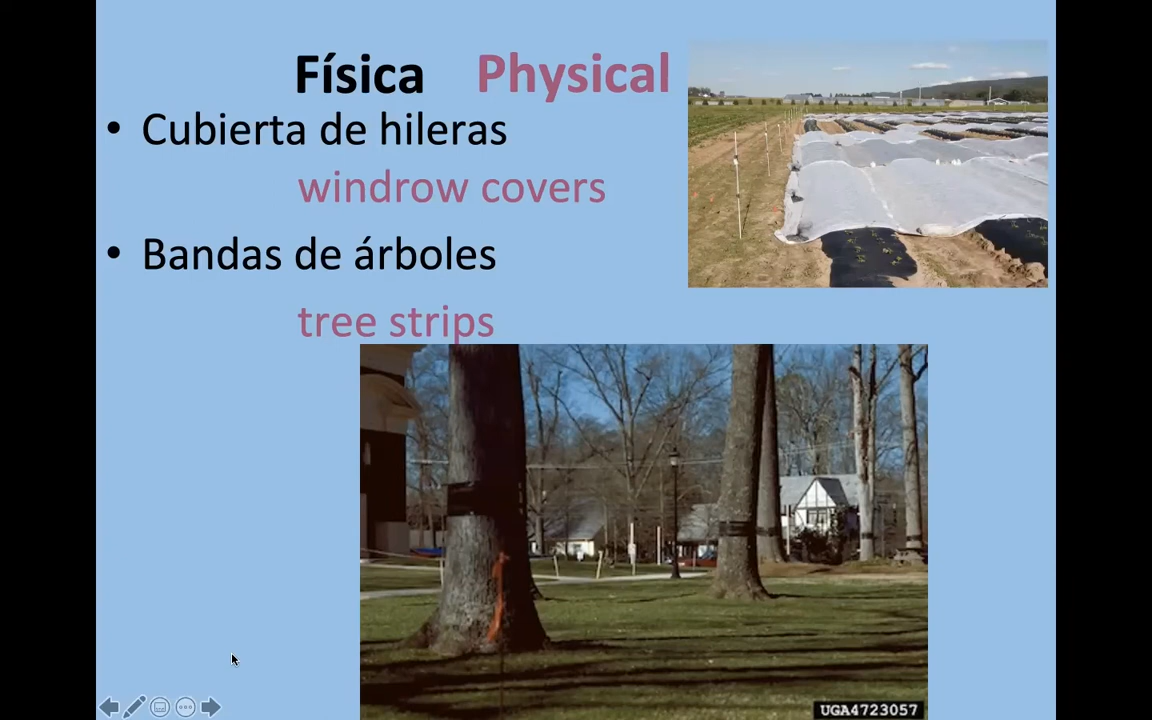 Física Physical
• Cubierta de hileras
windrow covers
• Bandas de árboles
tree strips
UGA4723057